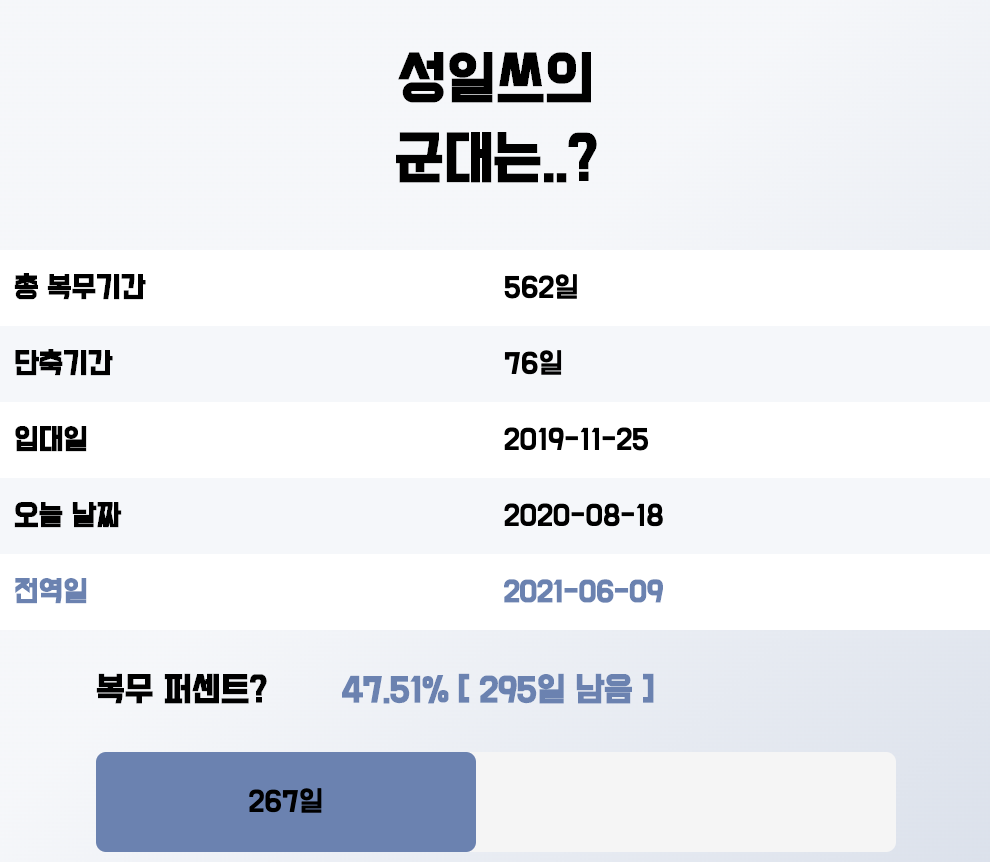 성일쓰의
군대는..?
총 복무기간 562일
단축기간 76일
입대일 2019-11-25
오늘 날짜 2020-08-18
전역일 2021-06-09
복무 퍼센트? 47.51% [ 295일 남음 ]
267일